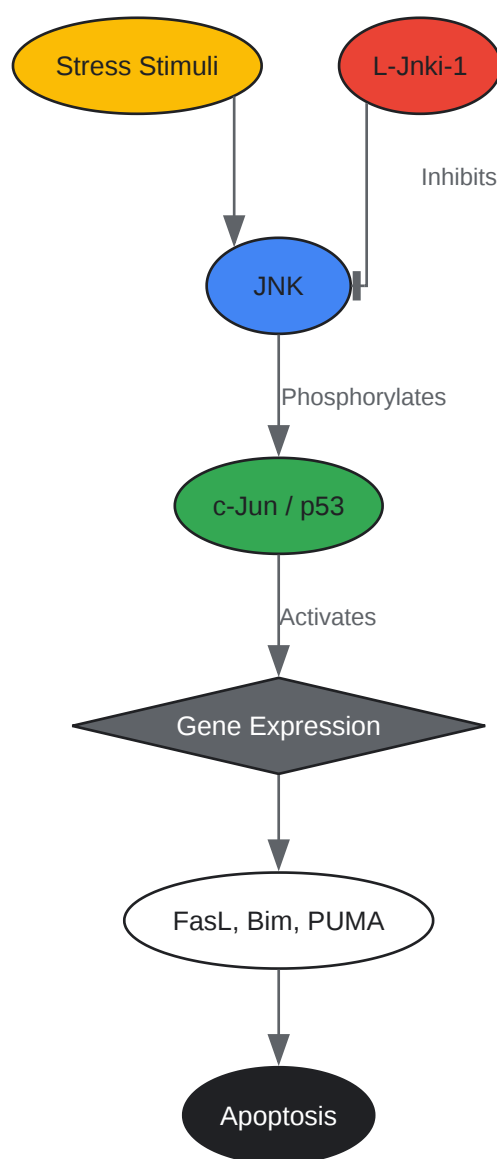 Stress Stimuli
L-Jnki-1
Inhibits
JNK
Phosphorylates
c-Jun / p53
Activates
Gene Expression
FasL, Bim, PUMA
Apoptosis